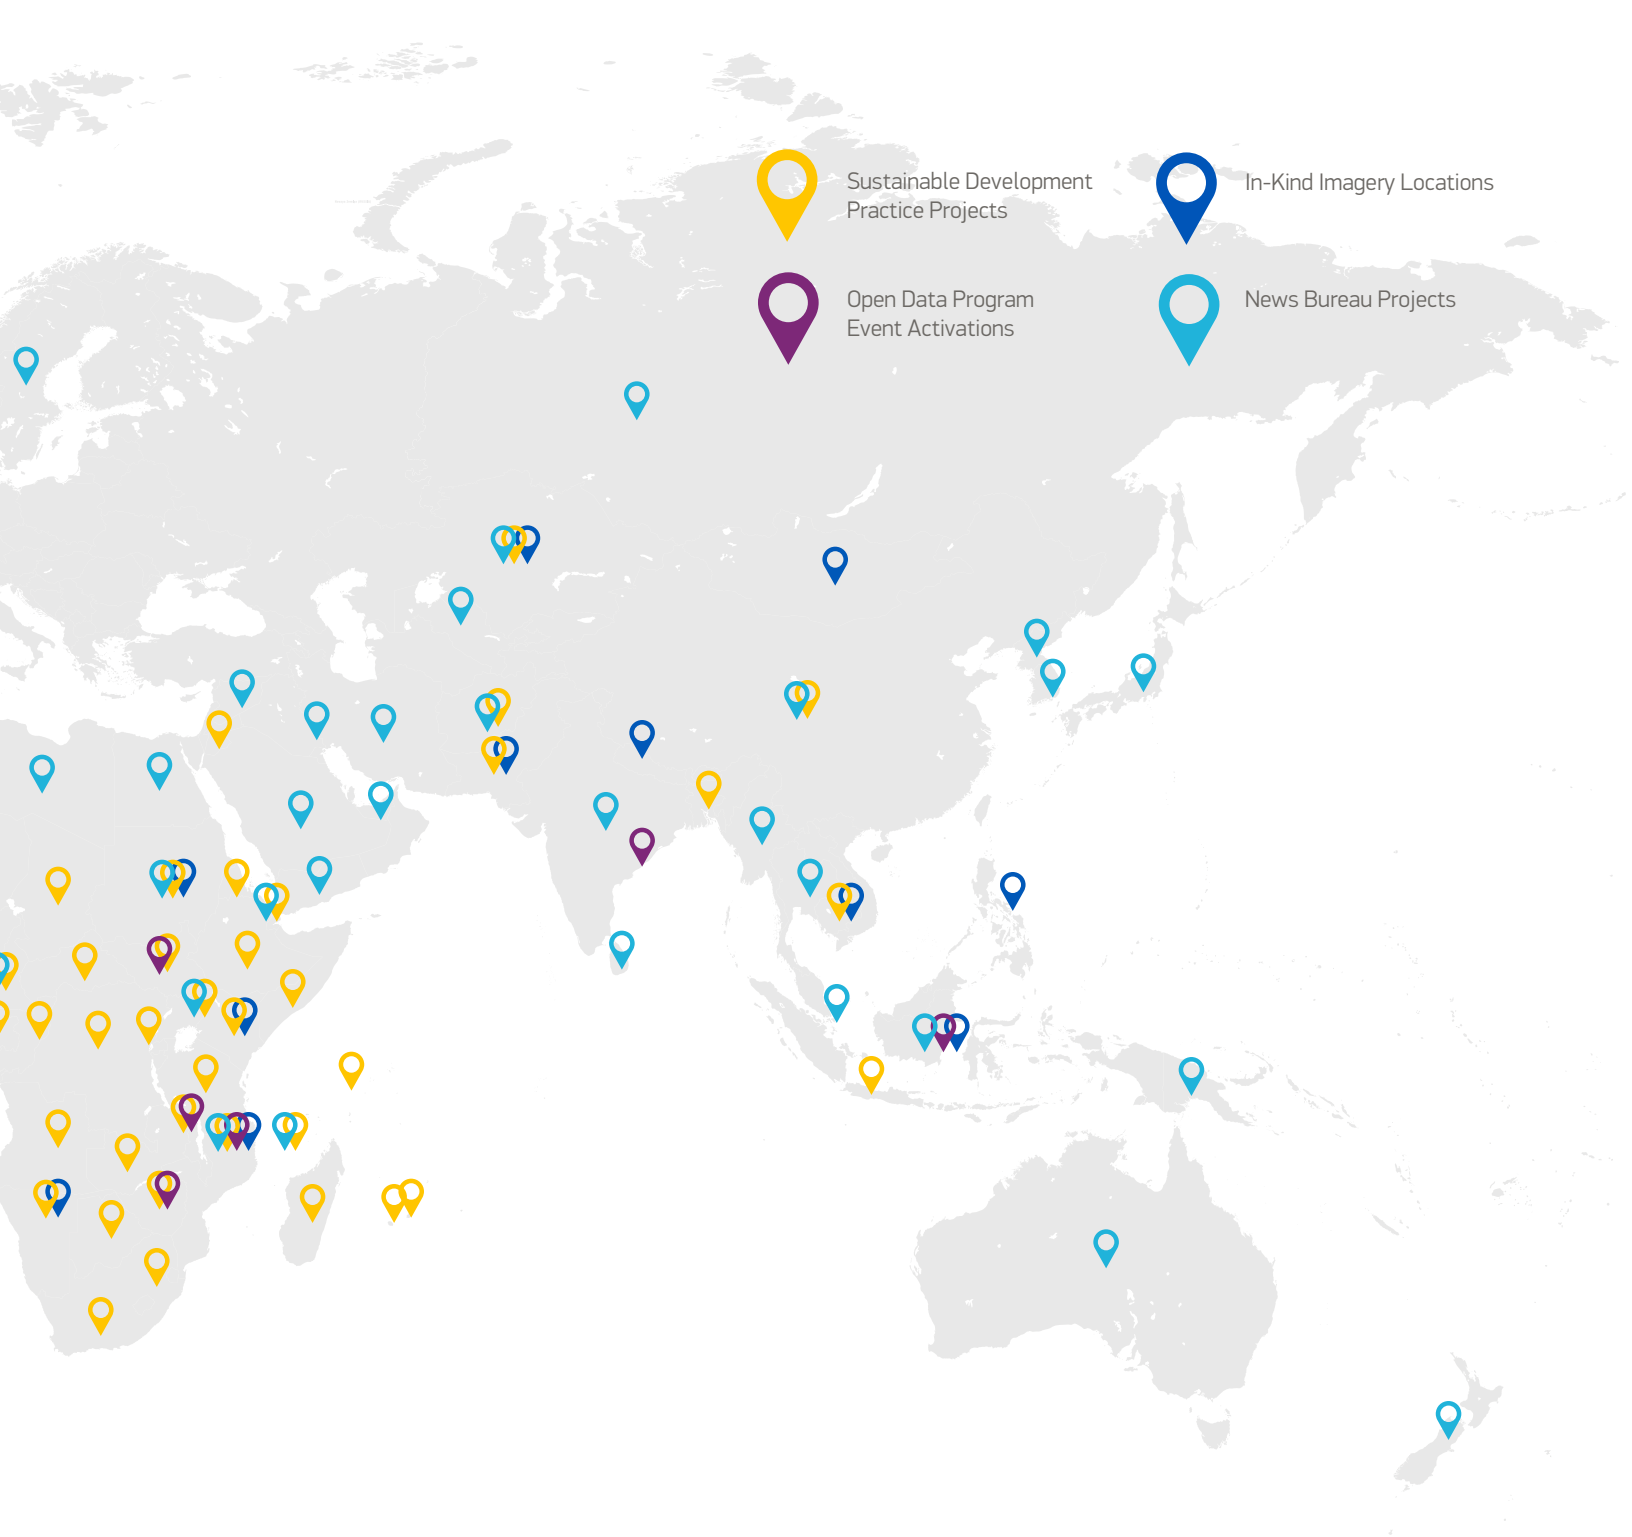 Sustainable Development
Practice Projects
In-Kind Imagery Locations
Open Data Program
Event Activations
News Bureau Projects